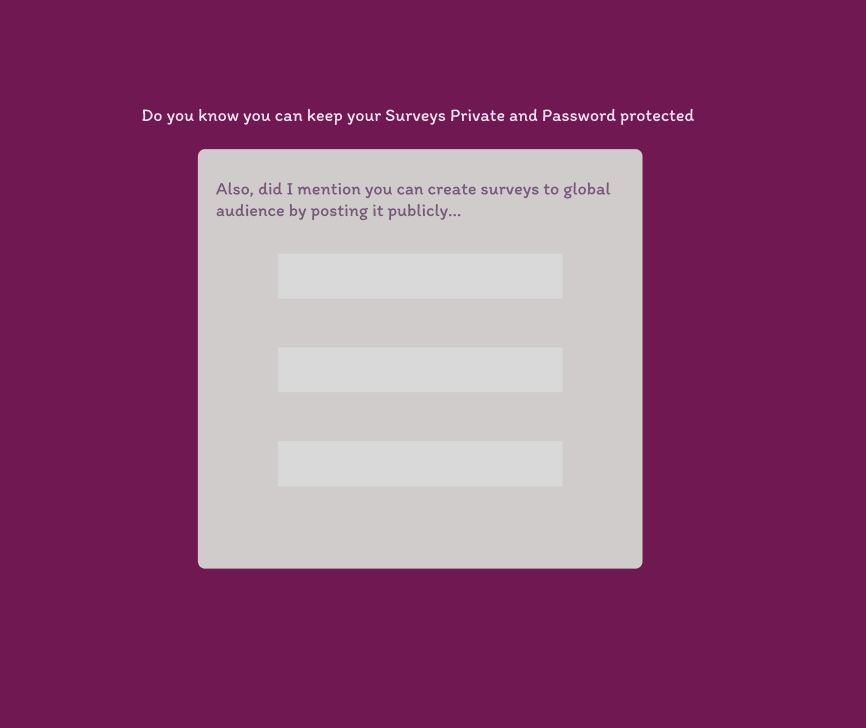 Do you know you can keep your Surveys Private and Password protected
Also, did I mention you can create surveys to global
audience by posting it publicly...